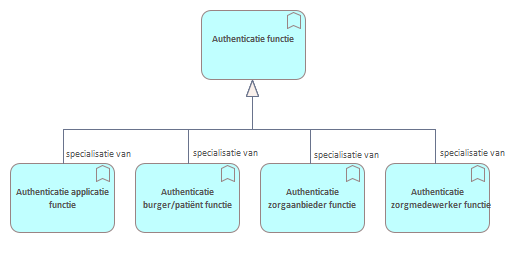 Authenticatie functie
specialisatie van
specialisatie van
specialisatie van
specialisatie van
Authenticatie applicatie
functie
Authenticatie
burger/patiënt functie
Authenticatie
zorgaanbieder functie
Authenticatie
zorgmedewerker functie